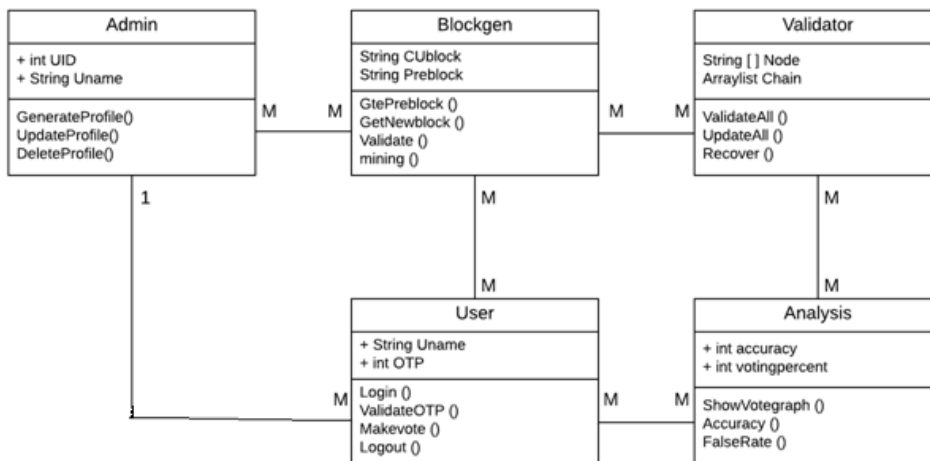 Admin
+ int UID
+ String Uname
GenerateProfile()
UpdateProfile()
DeleteProfile()
M
M
Blockgen
String CUblock
String Preblock
GtePreblock ()
GetNewblock ()
Validate ()
mining ()
M
M
Validator
String [ ] Node
Arraylist Chain
ValidateAll ()
UpdateAll ()
Recover ()
1
M
M
M
M
M
User
+ String Uname
+ int OTP
Login ()
ValidateOTP ()
Makevote ()
Logout ()
M
M
Analysis
+ int accuracy
+ int votingpercent
ShowVotegraph ()
Accuracy ()
FalseRate ()